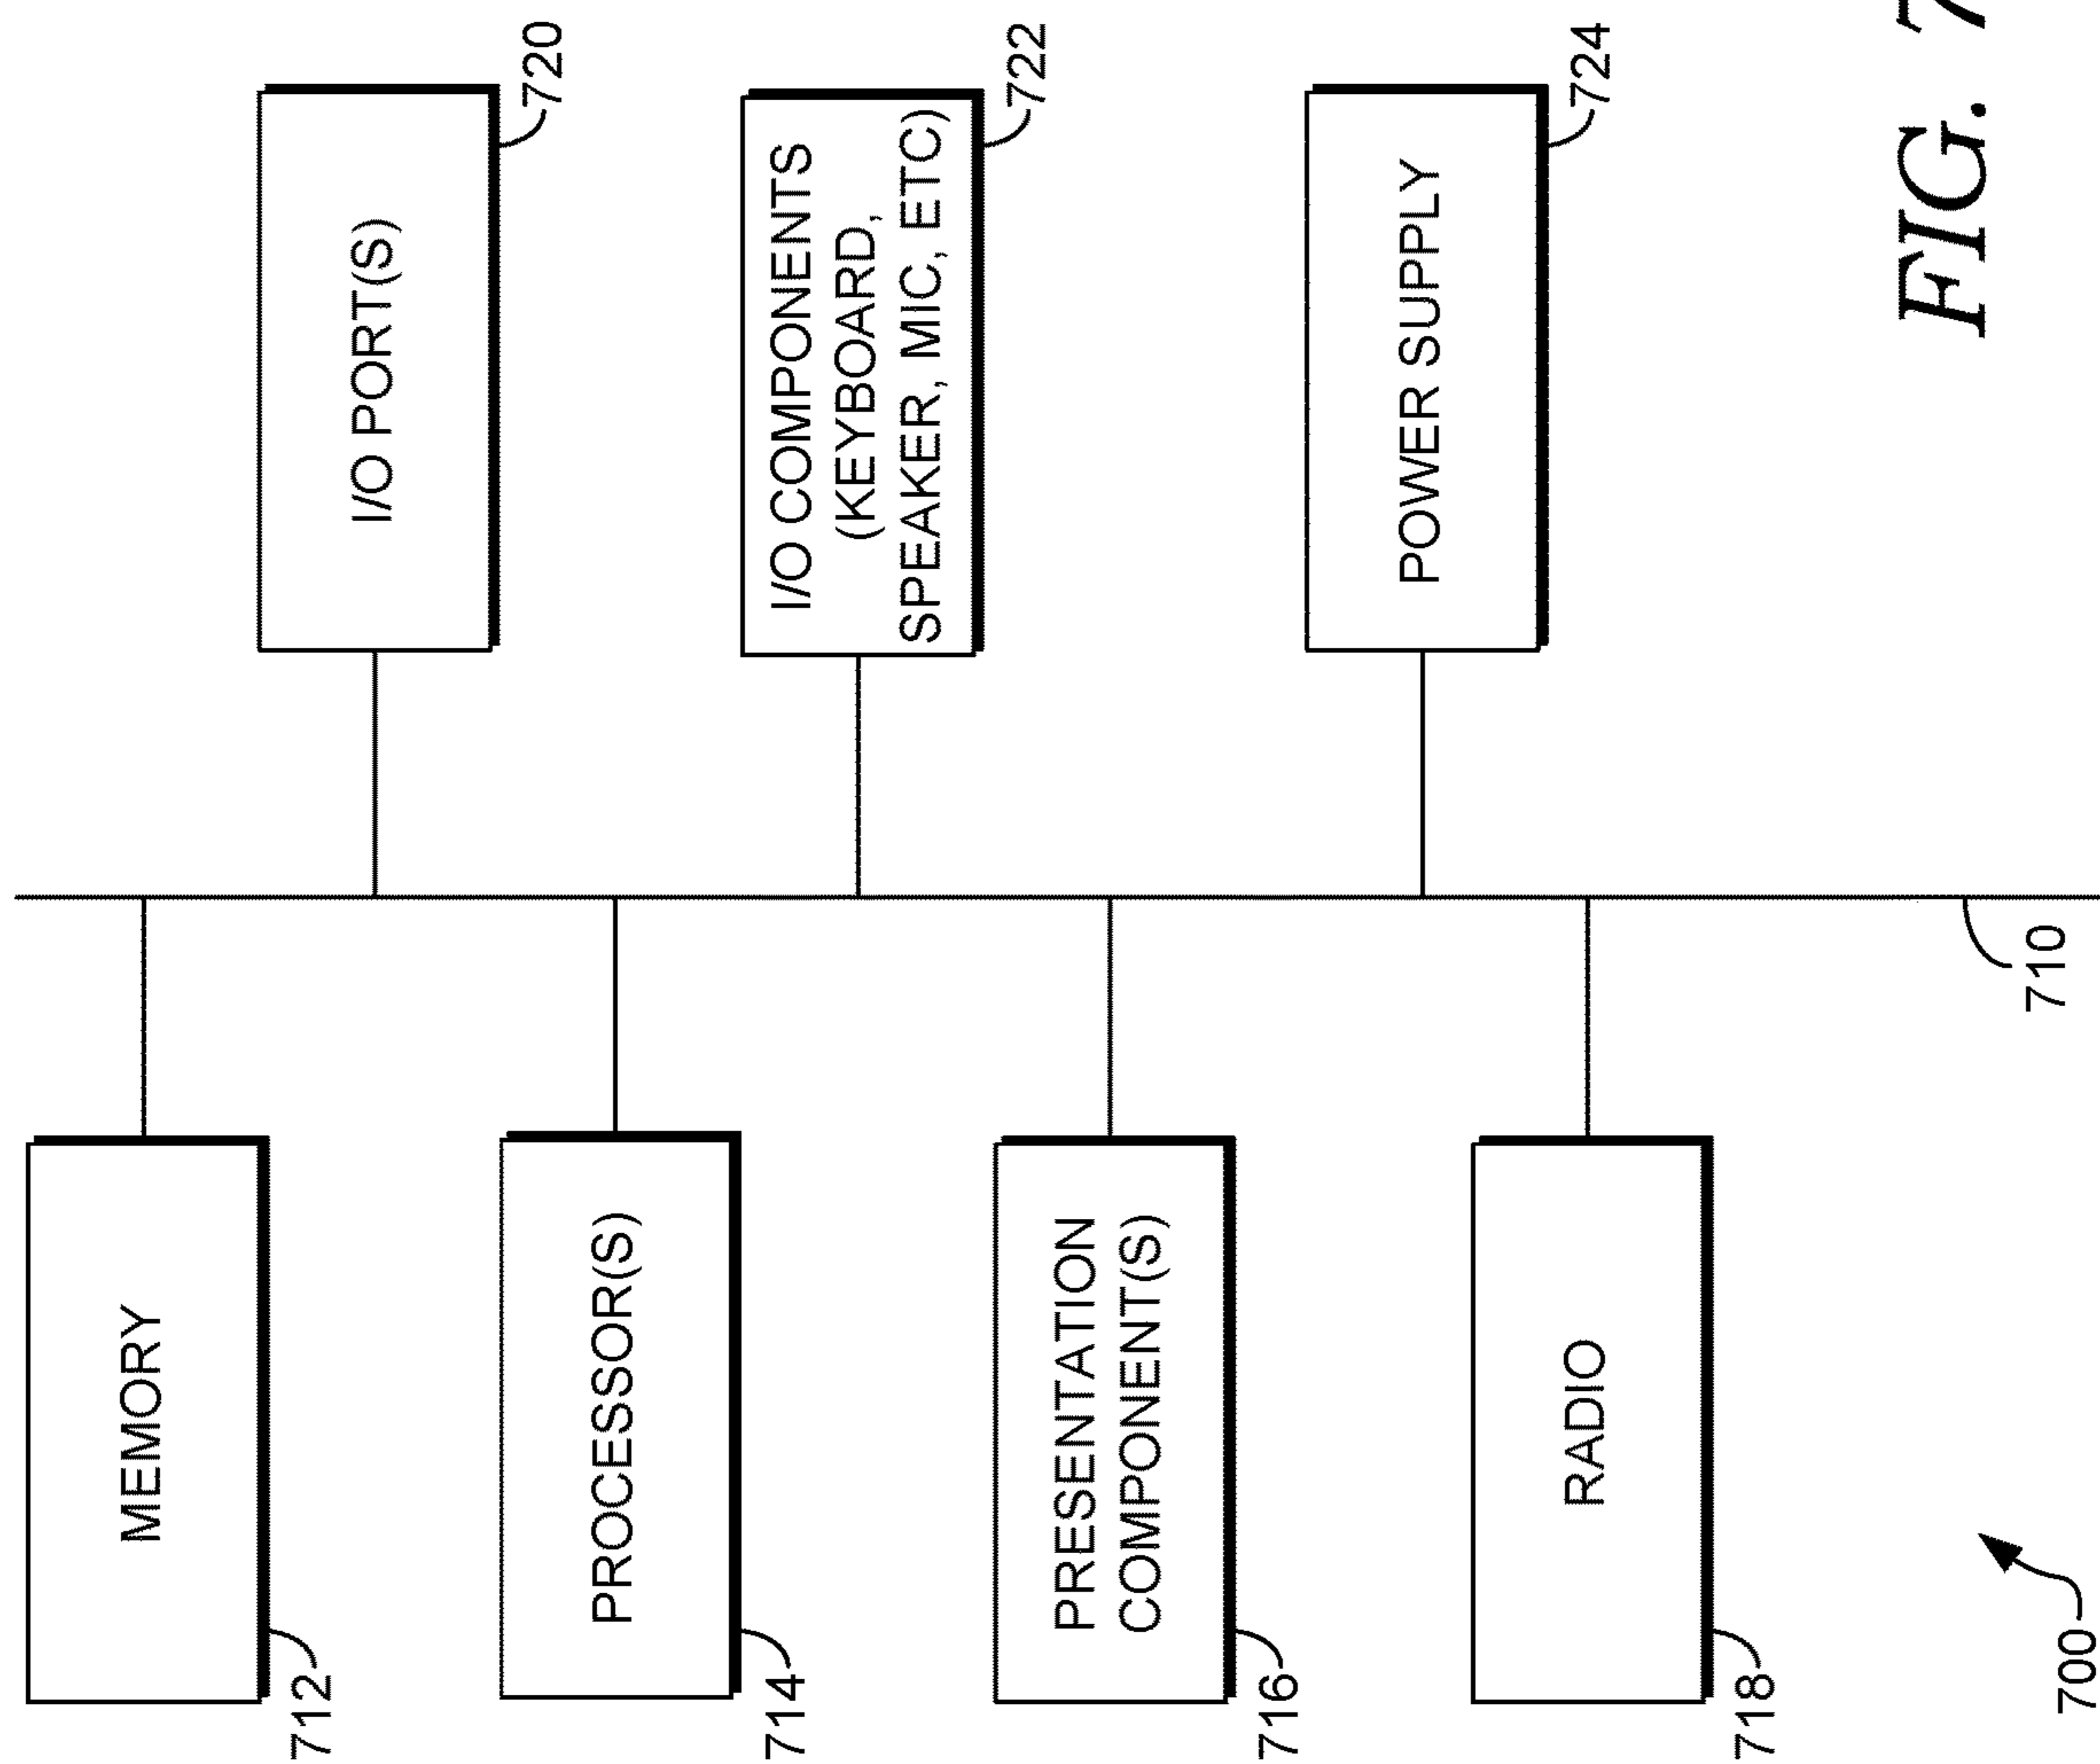 MEMORY
712
PROCESSOR(S)
714
PRESENTATION
COMPONENT(S)
716
RADIO
718
I/O PORT(S)
720
I/O COMPONENTS
(KEYBOARD,
SPEAKER, MIC, ETC)
722
POWER SUPPLY
724
710
700
FIG. 7